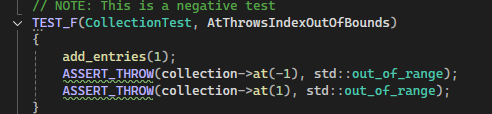 // NOTE: This is a negative test
TEST_F(CollectionTest, AtThrowsIndexOutOfBounds)
{
    add_entries(1);
    ASSERT_THROW(collection->at(-1), std::out_of_range);
    ASSERT_THROW(collection->at(1), std::out_of_range);
}